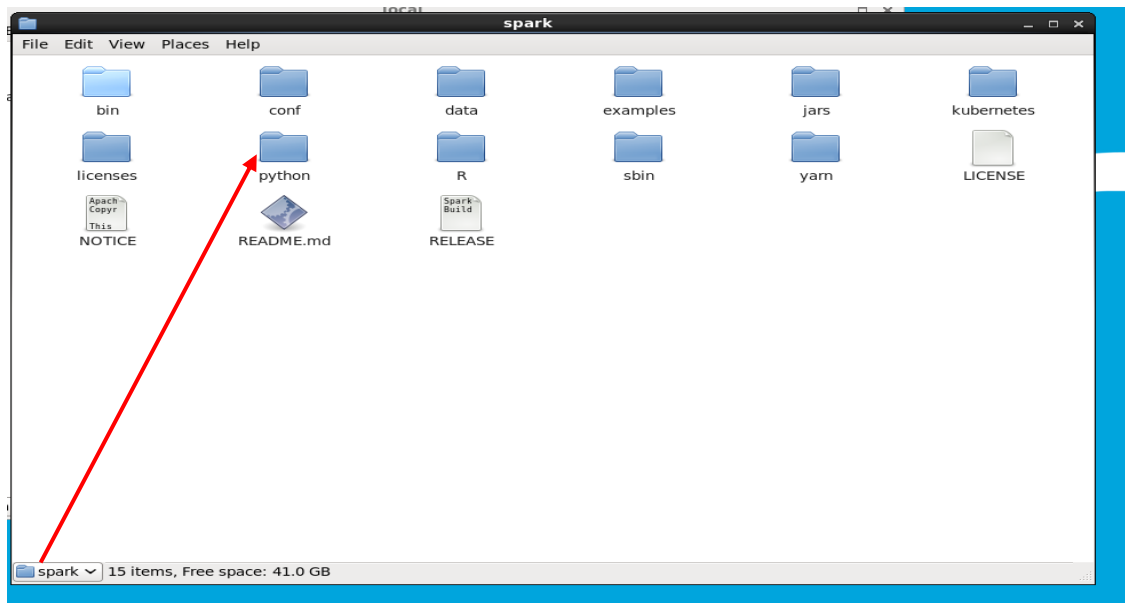 local
spark
File Edit View Places Help
bin conf data examples jars kubernetes
licenses python R sbin yarn LICENSE
Apach
Copyr
This
NOTICE
README.md
Spark
Build
RELEASE
spark 15 items, Free space: 41.0 GB